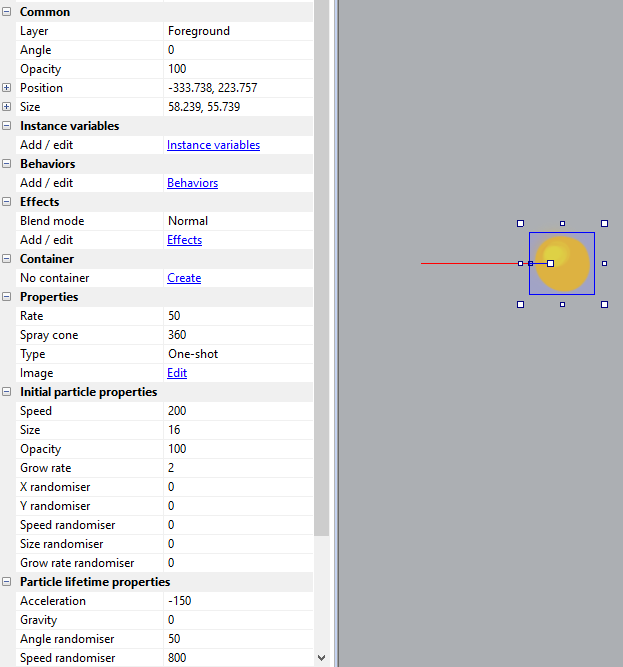 Common
Layer Foreground
Angle 0
Opacity 100
Position -333.738, 223.757
Size 58.239, 55.739
Instance variables
Add / edit Instance variables
Behaviors
Add / edit Behaviors
Effects
Blend mode Normal
Add / edit Effects
Container
No container Create
Properties
Rate 50
Spray cone 360
Type One-shot
Image Edit
Initial particle properties
Speed 200
Size 16
Opacity 100
Grow rate 2
X randomiser 0
Y randomiser 0
Speed randomiser 0
Size randomiser 0
Grow rate randomiser 0
Particle lifetime properties
Acceleration -150
Gravity 0
Angle randomiser 50
Speed randomiser 800